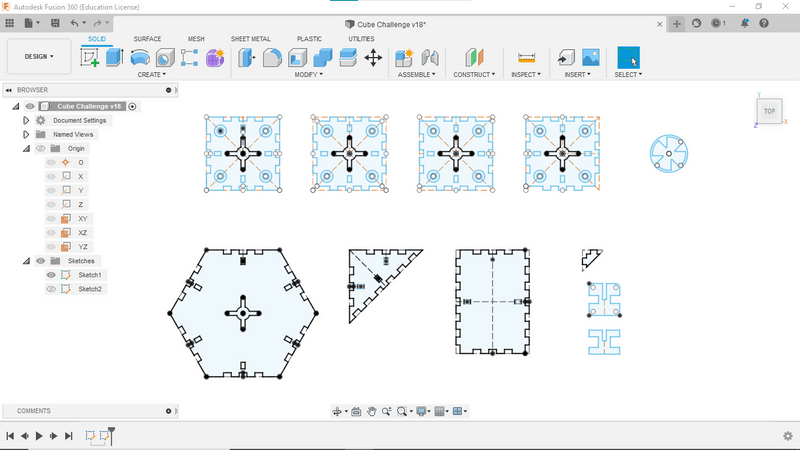 Autodesk Fusion 360 (Education License)
Cube Challenge v18*
1
SOLID SURFACE MESH SHEET METAL PLASTIC UTILITIES
DESIGN
CREATE MODIFY ASSEMBLE CONSTRUCT INSPECT INSERT SELECT
BROWSER
Cube Challenge v18
Document Settings
Named Views
Origin
O
X
Y
Z
XY
XZ
YZ
Sketches
Sketch1
Sketch2
Y
TOP
X
Z
COMMENTS